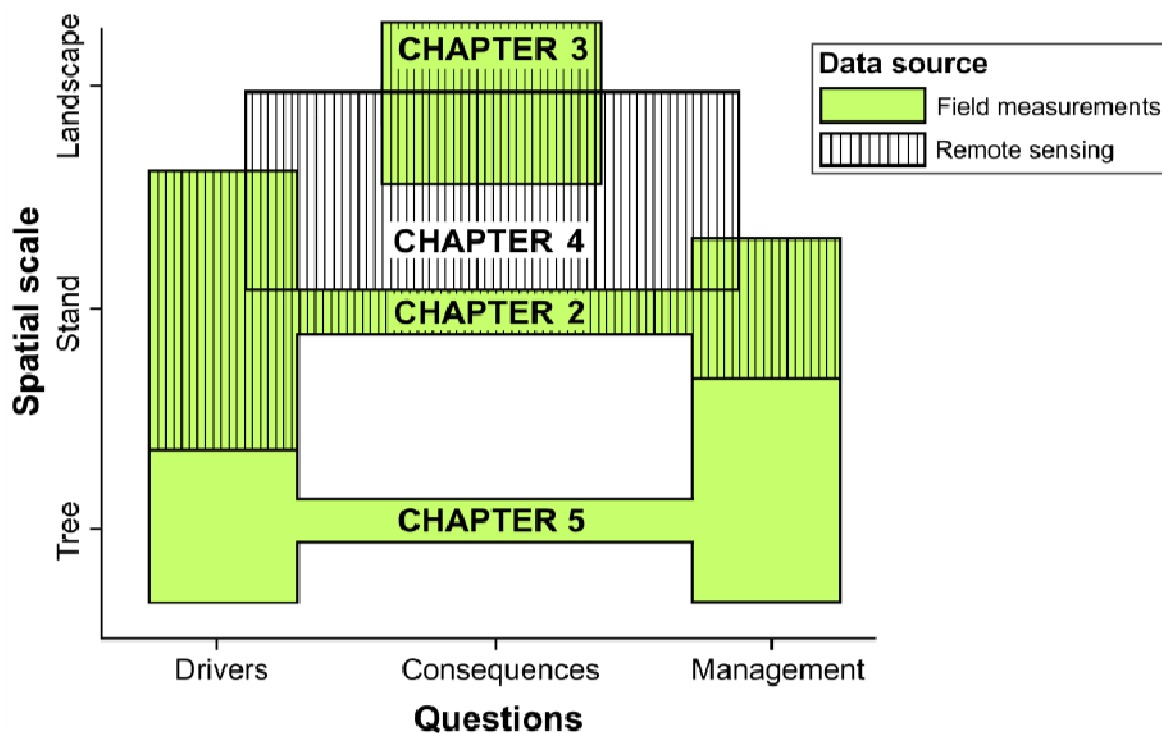 CHAPTER 3
CHAPTER 4
CHAPTER 2
CHAPTER 5
Spatial scale
Landscape
Stand
Tree
Drivers
Consequences
Management
Questions
Data source
Field measurements
Remote sensing